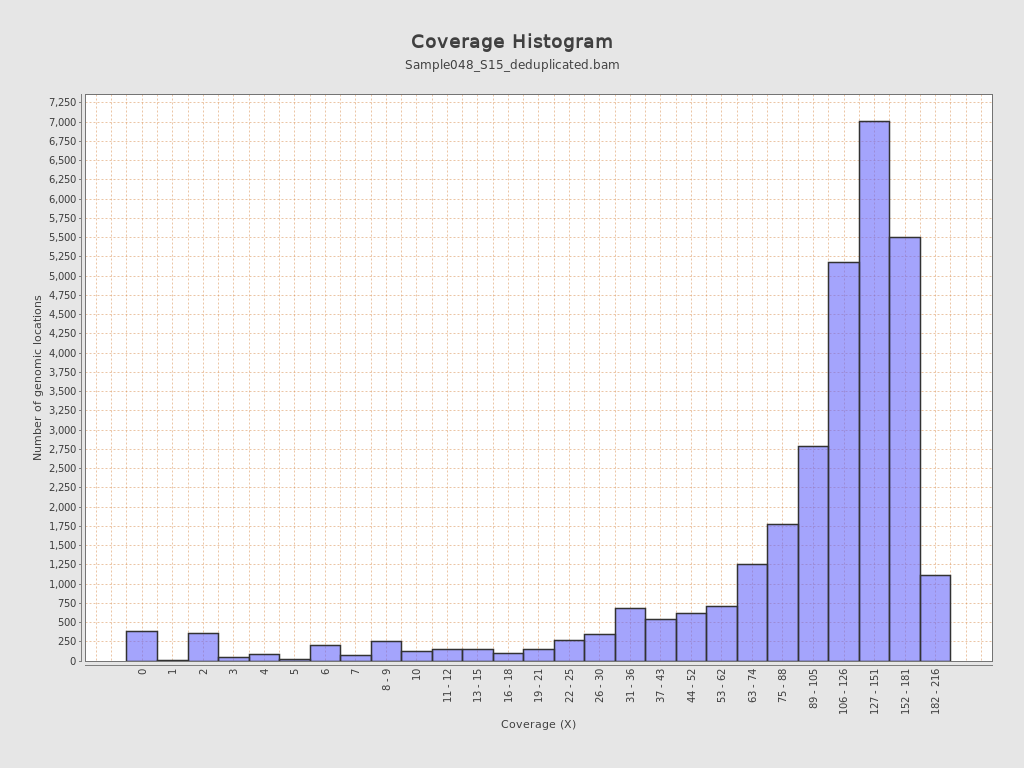 Coverage Histogram
Sample048_S15_deduplicated.bam
7,250
7,000
6,750
6,500
6,250
6,000
5,750
5,500
5,250
5,000
4,750
4,500
4,250
4,000
3,750
3,500
3,250
3,000
2,750
2,500
2,250
2,000
1,750
1,500
1,250
1,000
750
500
250
0
Number of genomic locations
0
1
2
3
4
5
6
7
8 - 9
10
11 - 12
13 - 15
16 - 18
19 - 21
22 - 25
26 - 30
31 - 36
37 - 43
44 - 52
53 - 62
63 - 74
75 - 88
89 - 105
106 - 126
127 - 151
152 - 181
182 - 216
Coverage (X)